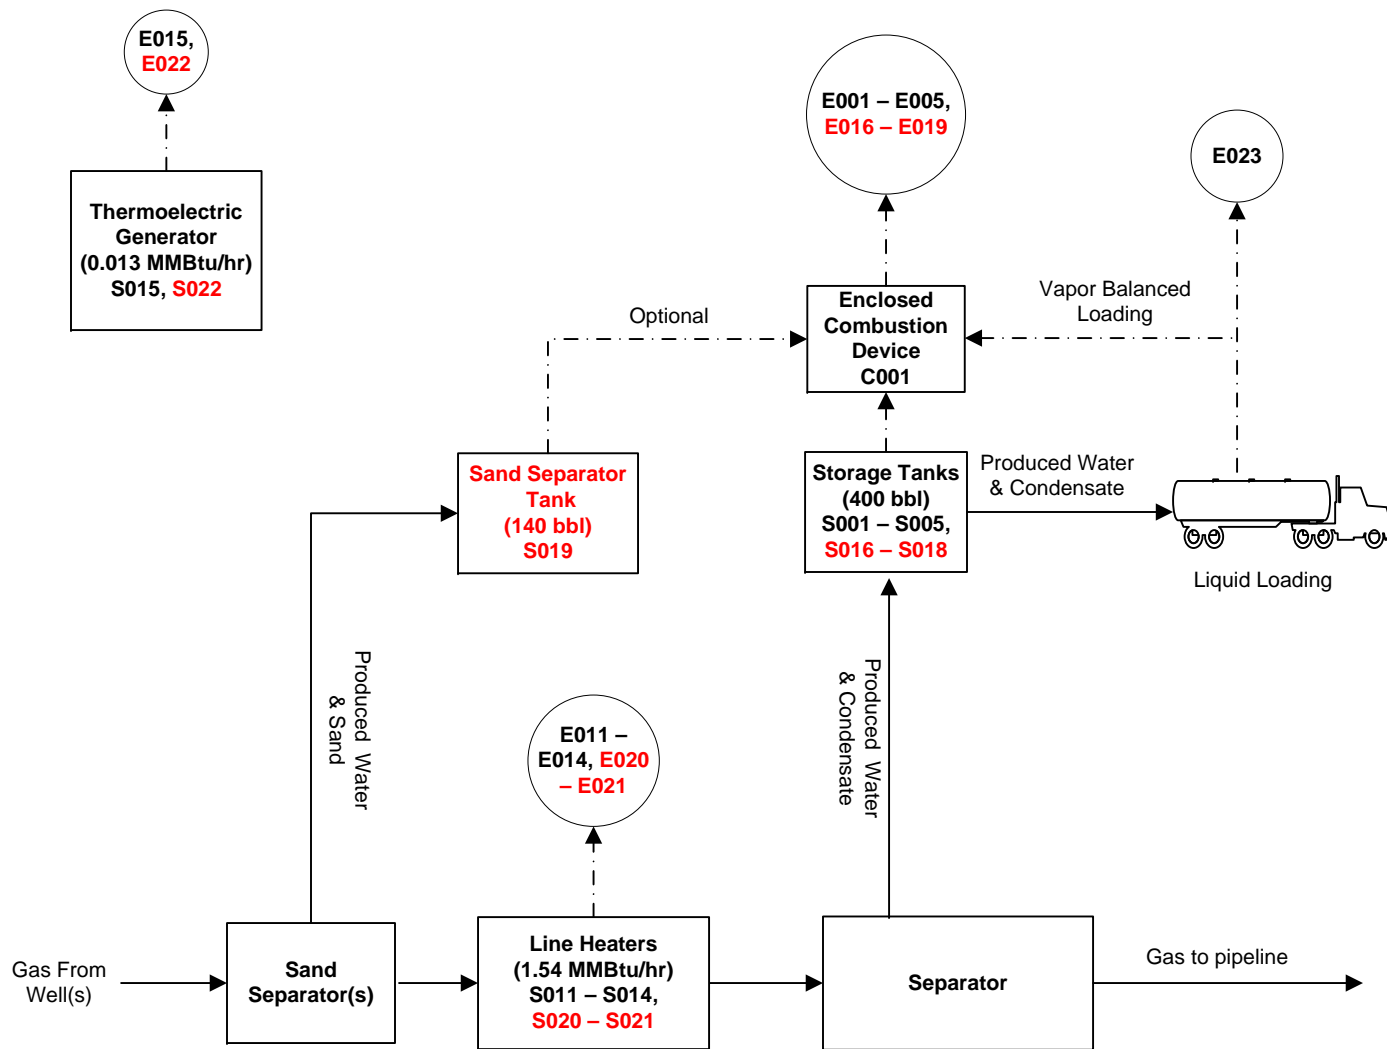 E015,
E022
Thermoelectric
Generator
(0.013 MMBtu/hr)
S015, S022
E001 – E005,
E016 – E019
E023
Optional
Enclosed
Combustion
Device
C001
Vapor Balanced
Loading
Sand Separator
Tank
(140 bbl)
S019
Storage Tanks
(400 bbl)
S001 – S005,
S016 – S018
Produced Water
& Condensate
Liquid Loading
Produced Water
& Sand
E011 –
E014, E020
– E021
Produced Water
& Condensate
Gas From
Well(s)
Sand
Separator(s)
Line Heaters
(1.54 MMBtu/hr)
S011 – S014,
S020 – S021
Separator
Gas to pipeline